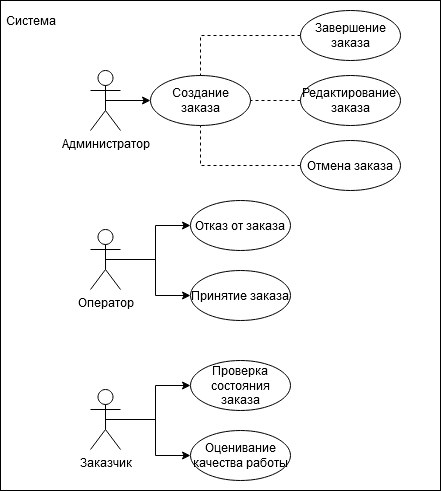 Система
Завершение
заказа
Создание
заказа
Редактирование
заказа
Администратор
Отмена заказа
Отказ от заказа
Оператор
Принятие заказа
Проверка
состояния
заказа
Заказчик
Оценивание
качества работы